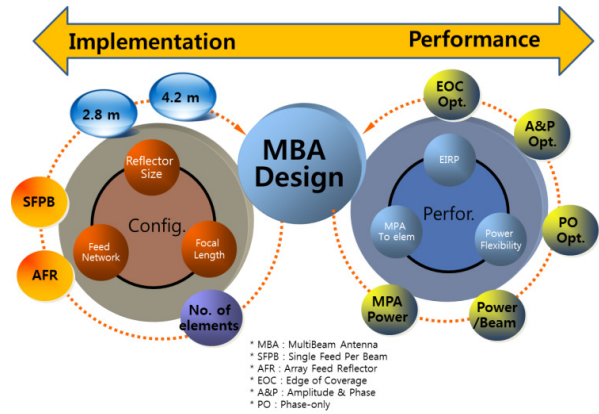 Implementation
Performance
2.8 m
4.2 m
SFPB
AFR
No. of
elements
Reflector
Size
Config.
Feed
Network
Focal
Length
MBA
Design
EOC
Opt.
A&P
Opt.
PO
Opt.
Power
/Beam
MPA
Power
EIRP
Perfor.
MPA
To elem
Power
Flexibility
* MBA : MultiBeam Antenna
* SFPB : Single Feed Per Beam
* AFR : Array Feed Reflector
* EOC : Edge of Coverage
* A&P : Amplitude & Phase
* PO : Phase-only